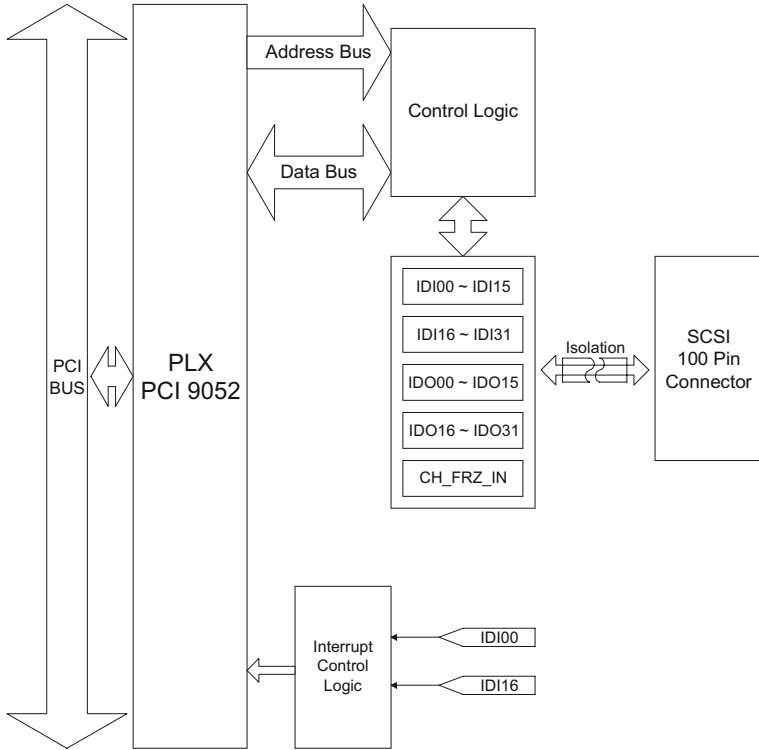 Address Bus
Control Logic
Data Bus
PCI
BUS
PLX
PCI 9052
IDI00 ~ IDI15
IDI16 ~ IDI31
IDO00 ~ IDO15
IDO16 ~ IDO31
CH_FRZ_IN
Isolation
SCSI
100 Pin
Connector
Interrupt
Control
Logic
IDI00
IDI16